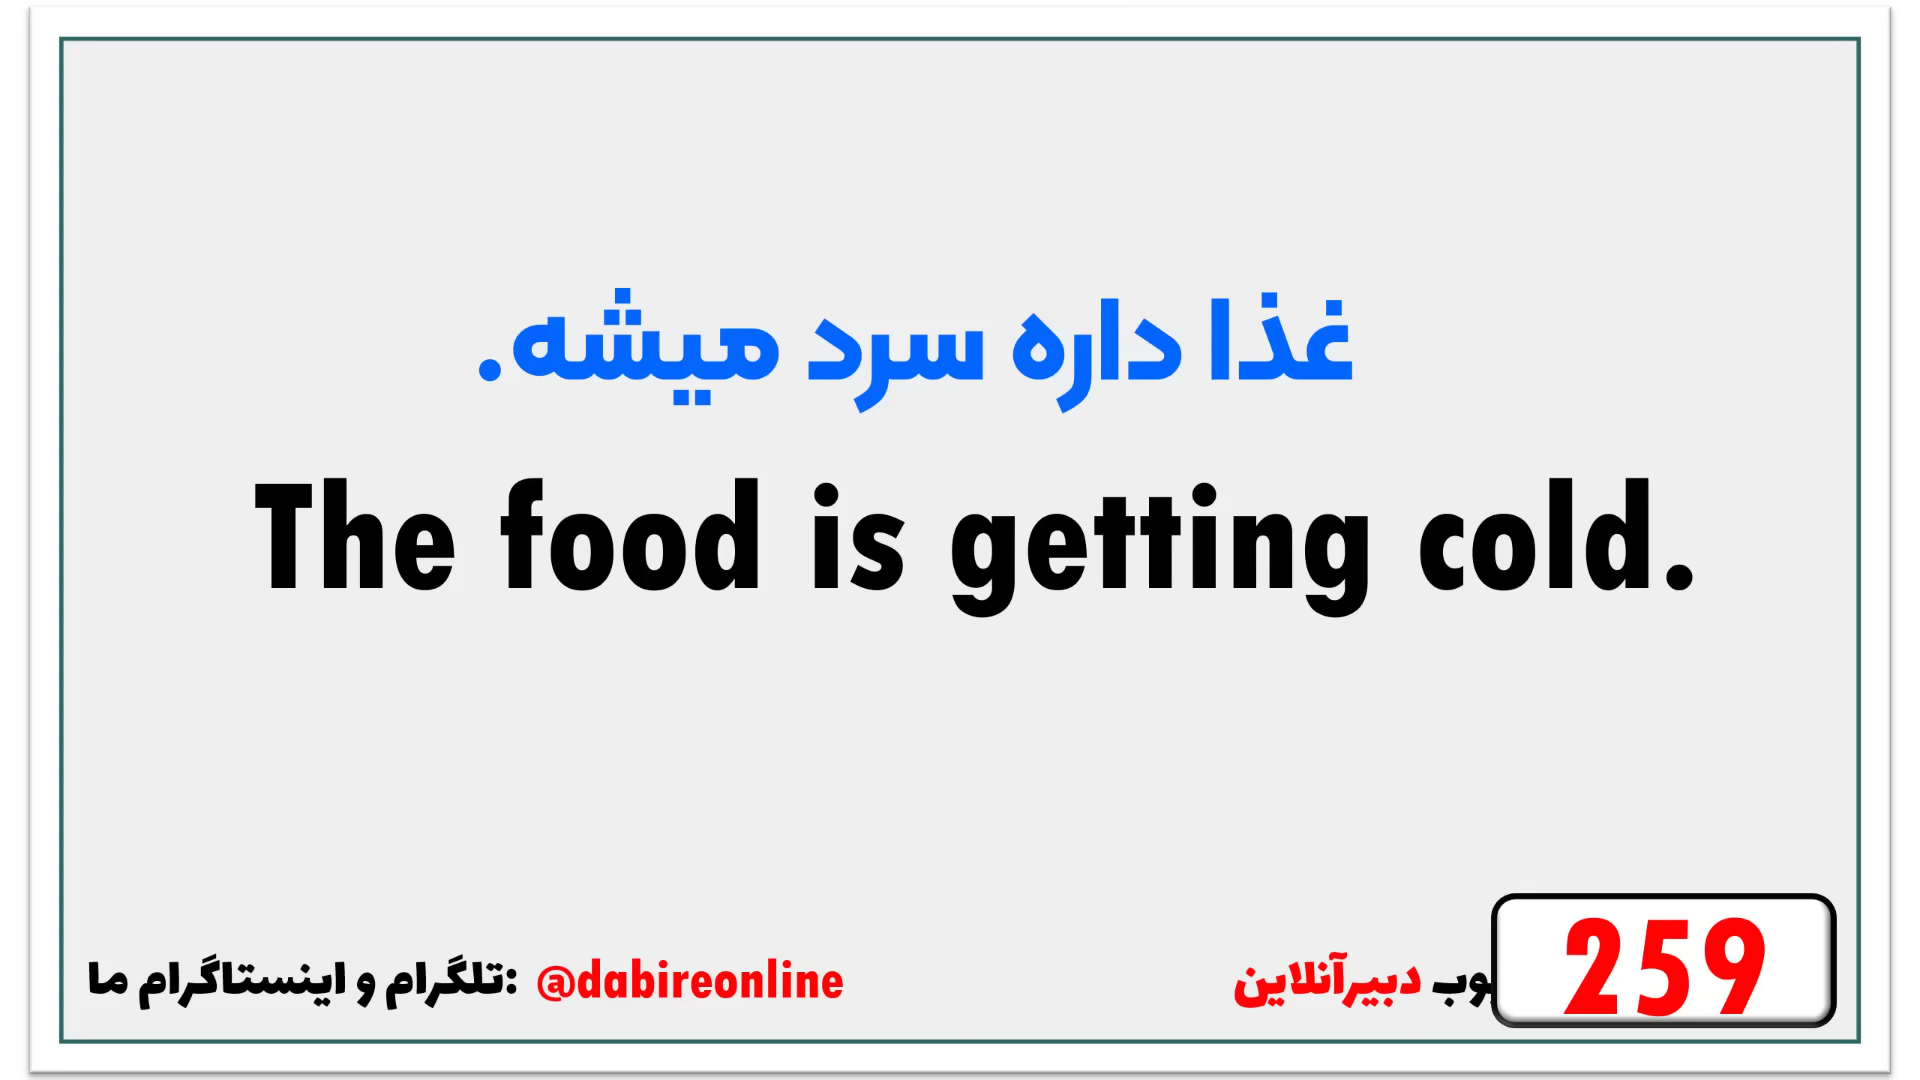 غذا داره سرد میشه.
The food is getting cold.
تلگرام و اینستاگرام ما: @dabireonline
دبیرآنلاین
259